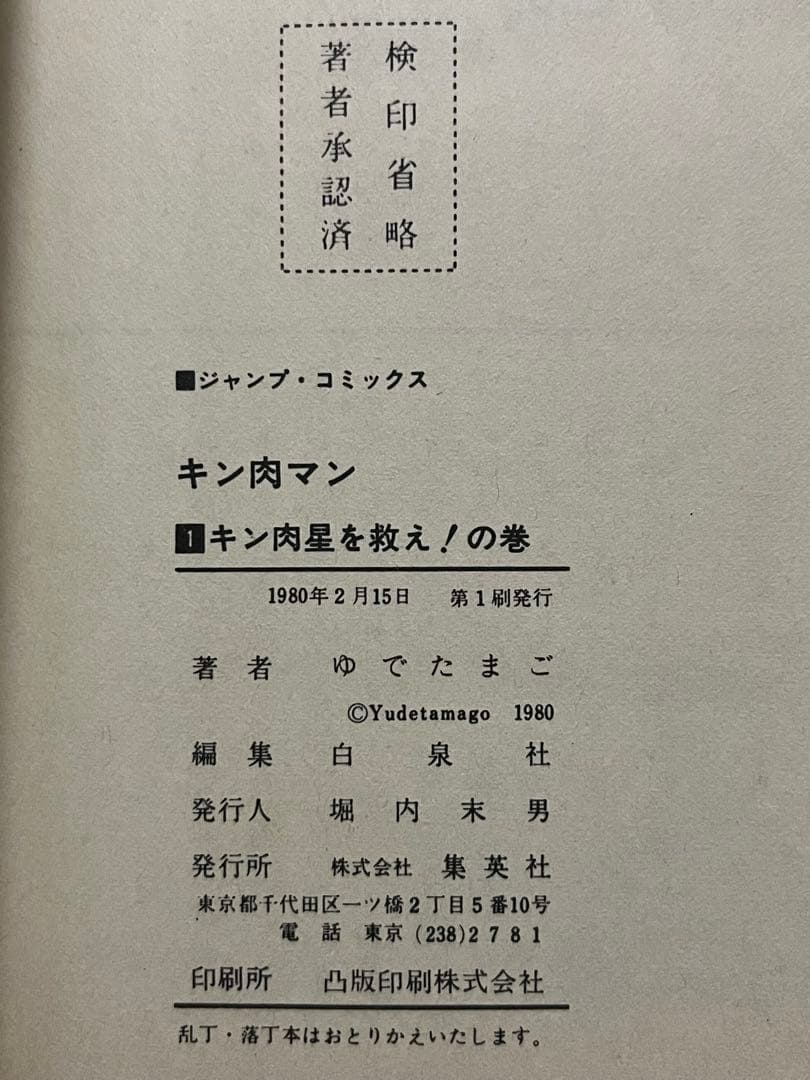 検印省略
著者承認済
■ジャンプ・コミックス
キン肉マン
1キン肉星を救え!の巻
1980年2月15日 第1刷発行
著者 ゆでたまご
©Yudetamago 1980
編集 白泉社
発行人 堀内末男
発行所 株式会社 集英社
東京都千代田区一ツ橋2丁目5番10号
電話 東京 (238)2781
印刷所 凸版印刷株式会社
乱丁・落丁本はおとりかえいたします。